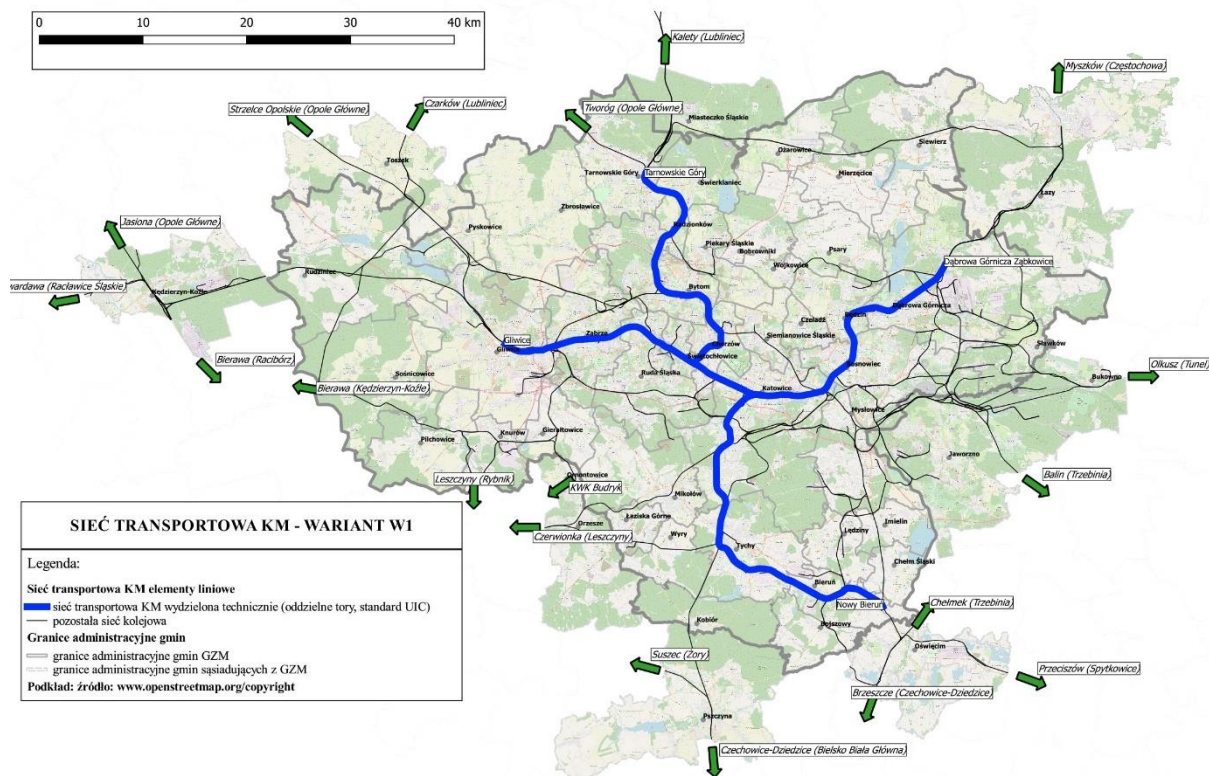 0 10 20 30 40 km
Kalety (Lubliniec)
Myszków (Częstochowa)
Strzelce Opolskie (Opole Główne)
Czarków (Lubliniec)
Tworóg (Opole Główne)
Miasteczko Śląskie
Ożarowice
Siewierz
Toszek
Tarnowskie Góry
Tarnowskie Góry
Świerklaniec
Mierzęcice
Łazy
Zbrosławice
Jasiona (Opole Główne)
Pyskowice
Radzionków
Piekary Śląskie
Bobrowniki
Psary
Wojkowice
Dąbrowa Górnicza Ząbkowice
Rudziniec
Kędzierzyn-Koźle
wardawa (Racławice Śląskie)
Bytom
Dąbrowa Górnicza
Będzin
Czeladź
Siemianowice Śląskie
Zabrze
Gliwice
Chorzów
Świętochłowice
Sławków
Bierawa (Racibórz)
Sosnowiec
Ruda Śląska
Sośnicowice
Bukowno
Olkusz (Tunel)
Bierawa (Kędzierzyn-Koźle)
Katowice
Mysłowice
Knurów
Gierałtowice
Pilchowice
Jaworzno
Leszczyny (Rybnik)
KWK Budryk
Balin (Trzebinia)
Mikołów
Łaziska Górne
Orzesze
Czerwionka (Leszczyny)
Wyry
Lędziny
Imielin
Tychy
Chełm Śląski
Bieruń
Nowy Bieruń
Chełmek (Trzebinia)
Kobiór
Bojszowy
Oświęcim
Suszec (Żory)
Przeciszów (Spytkowice)
Brzeszcze (Czechowice-Dziedzice)
Pszczyna
Czechowice-Dziedzice (Bielsko Biała Główna)
SIEĆ TRANSPORTOWA KM - WARIANT W1
Legenda:
Sieć transportowa KM elementy liniowe
sieć transportowa KM wydzielona technicznie (oddzielne tory, standard UIC)
pozostała sieć kolejowa
Granice administracyjne gmin
granice administracyjne gmin GZM
granice administracyjne gmin sąsiadujących z GZM
Podkład: źródło: www.openstreetmap.org/copyright